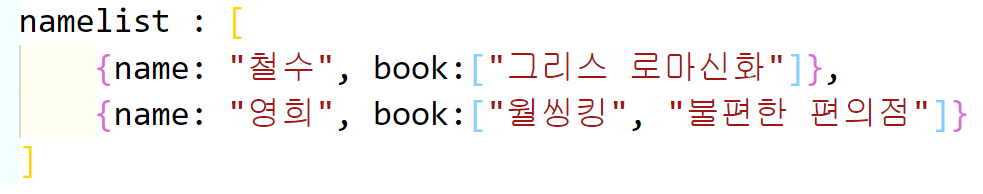 namelist : [
    {name: "철수", book:["그리스 로마신화"]},
    {name: "영희", book:["월씽킹", "불편한 편의점"]}
]